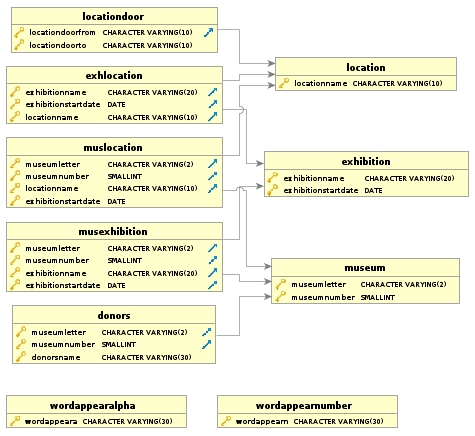 locationdoor
locationdoorfrom CHARACTER VARYING(10)
locationdoorto CHARACTER VARYING(10)
location
locationname CHARACTER VARYING(10)
exhlocation
exhibitionname CHARACTER VARYING(20)
exhibitionstartdate DATE
locationname CHARACTER VARYING(10)
muslocation
museumletter CHARACTER VARYING(2)
museumnumber SMALLINT
locationname CHARACTER VARYING(10)
exhibitionstartdate DATE
exhibition
exhibitionname CHARACTER VARYING(20)
exhibitionstartdate DATE
musexhibition
museumletter CHARACTER VARYING(2)
museumnumber SMALLINT
exhibitionname CHARACTER VARYING(20)
exhibitionstartdate DATE
museum
museumletter CHARACTER VARYING(2)
museumnumber SMALLINT
donors
museumletter CHARACTER VARYING(2)
museumnumber SMALLINT
donorsname CHARACTER VARYING(30)
wordappearalpha
wordappeara CHARACTER VARYING(30)
wordappearnumber
wordappearn CHARACTER VARYING(30)